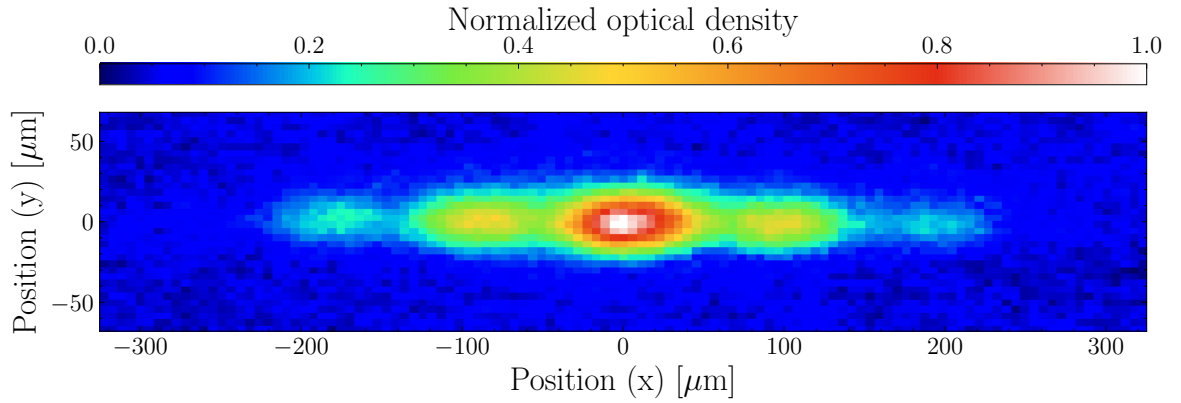 Normalized optical density
0.0 0.2 0.4 0.6 0.8 1.0
Position (y) [μm]
50
0
−50
−300 −200 −100 0 100 200 300
Position (x) [μm]